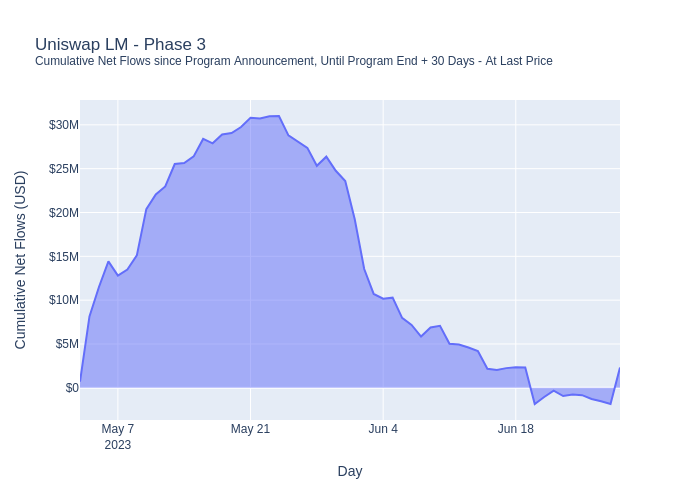 Uniswap LM - Phase 3
Cumulative Net Flows since Program Announcement, Until Program End + 30 Days - At Last Price
Cumulative Net Flows (USD)
$30M
$25M
$20M
$15M
$10M
$5M
$0
May 7
2023
May 21
Jun 4
Jun 18
Day